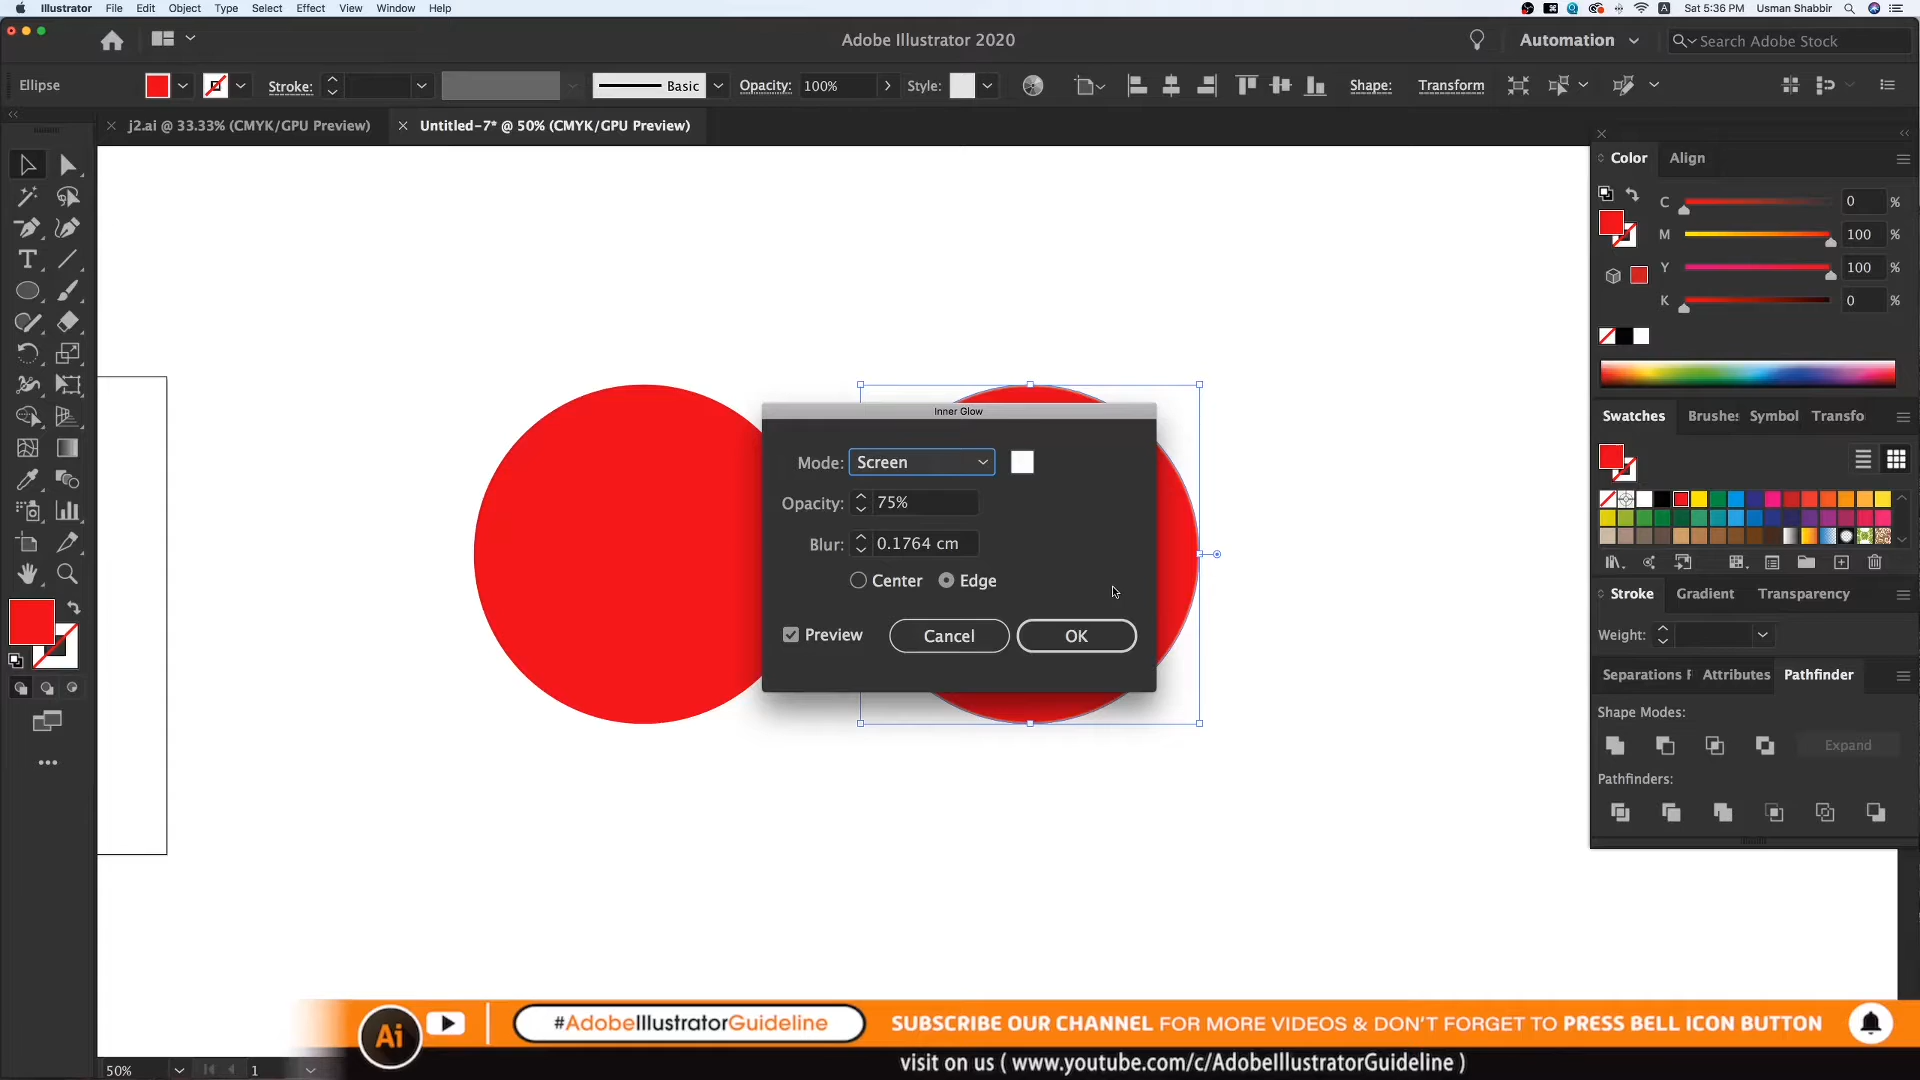 Illustrator File Edit Object Type Select Effect View Window Help
Sat 5:36 PM Usman Shabbir
Adobe Illustrator 2020
Automation
Search Adobe Stock
Ellipse
Stroke:
Basic
Opacity: 100%
Style:
Shape:
Transform
j2.ai @ 33.33% (CMYK/GPU Preview)
Untitled-7* @ 50% (CMYK/GPU Preview)
Color Align
C 0 %
M 100 %
Y 100 %
K 0 %
Swatches Brushes Symbol Transfo
Stroke Gradient Transparency
Weight:
Separations P Attributes Pathfinder
Shape Modes:
Expand
Pathfinders:
Inner Glow
Mode: Screen
Opacity: 75%
Blur: 0.1764 cm
Center Edge
Preview Cancel OK
Ai
#AdobeIllustratorGuideline
SUBSCRIBE OUR CHANNEL FOR MORE VIDEOS & DON'T FORGET TO PRESS BELL ICON BUTTON
visit on us ( www.youtube.com/c/AdobeIllustratorGuideline )
50% 1